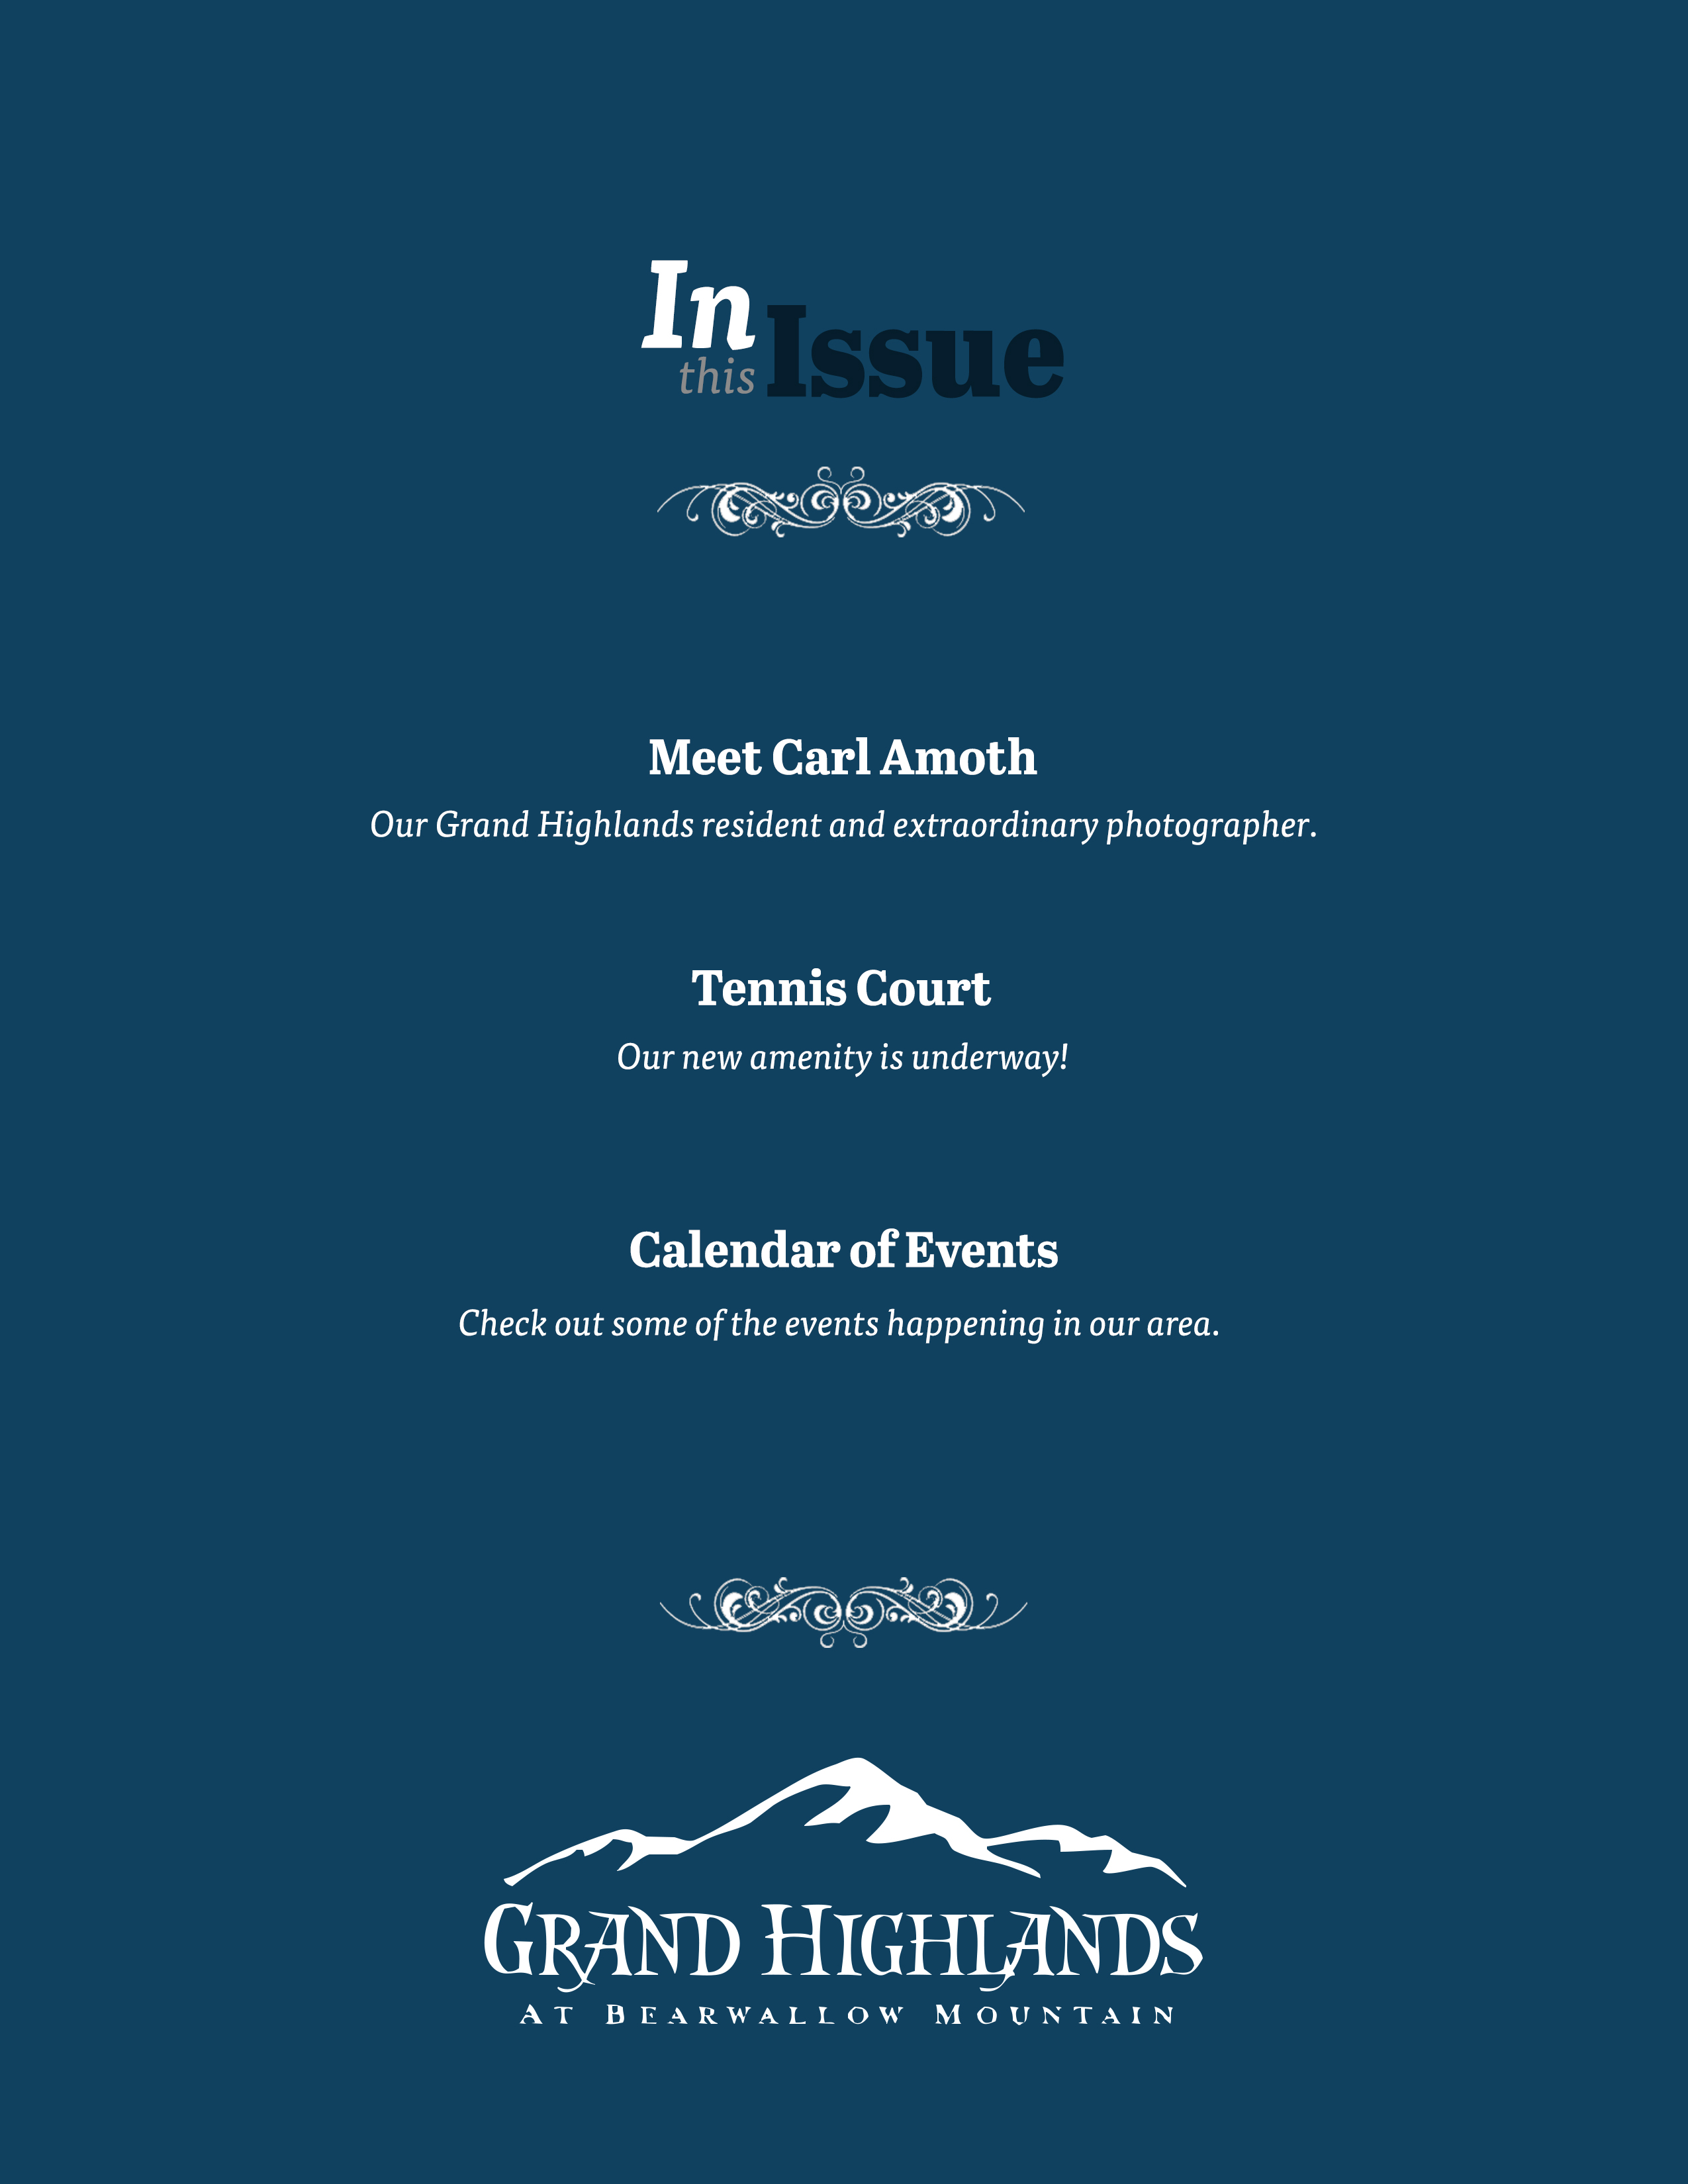 In
this Issue
Meet Carl Amoth
Our Grand Highlands resident and extraordinary photographer.
Tennis Court
Our new amenity is underway!
Calendar of Events
Check out some of the events happening in our area.
GRAND HIGHLANDS
AT BEARWALLOW MOUNTAIN